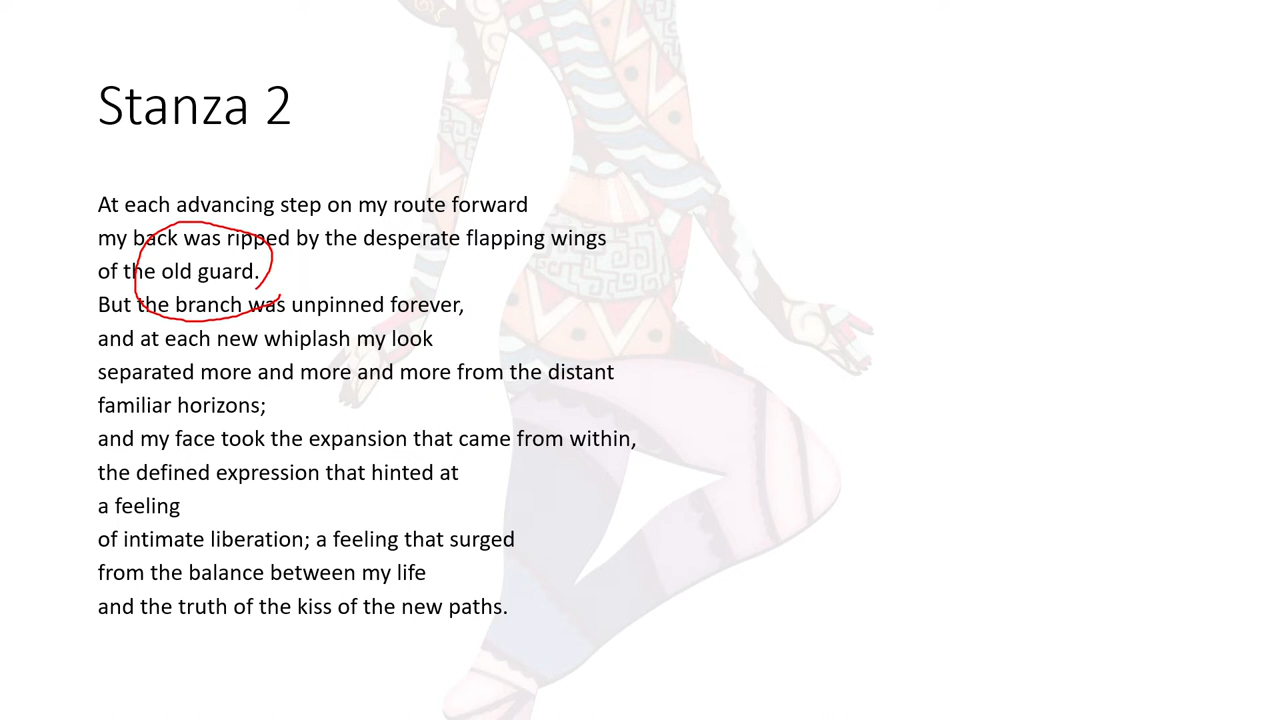 Stanza 2
At each advancing step on my route forward
my back was ripped by the desperate flapping wings
of the old guard.
But the branch was unpinned forever,
and at each new whiplash my look
separated more and more and more from the distant
familiar horizons;
and my face took the expansion that came from within,
the defined expression that hinted at
a feeling
of intimate liberation; a feeling that surged
from the balance between my life
and the truth of the kiss of the new paths.